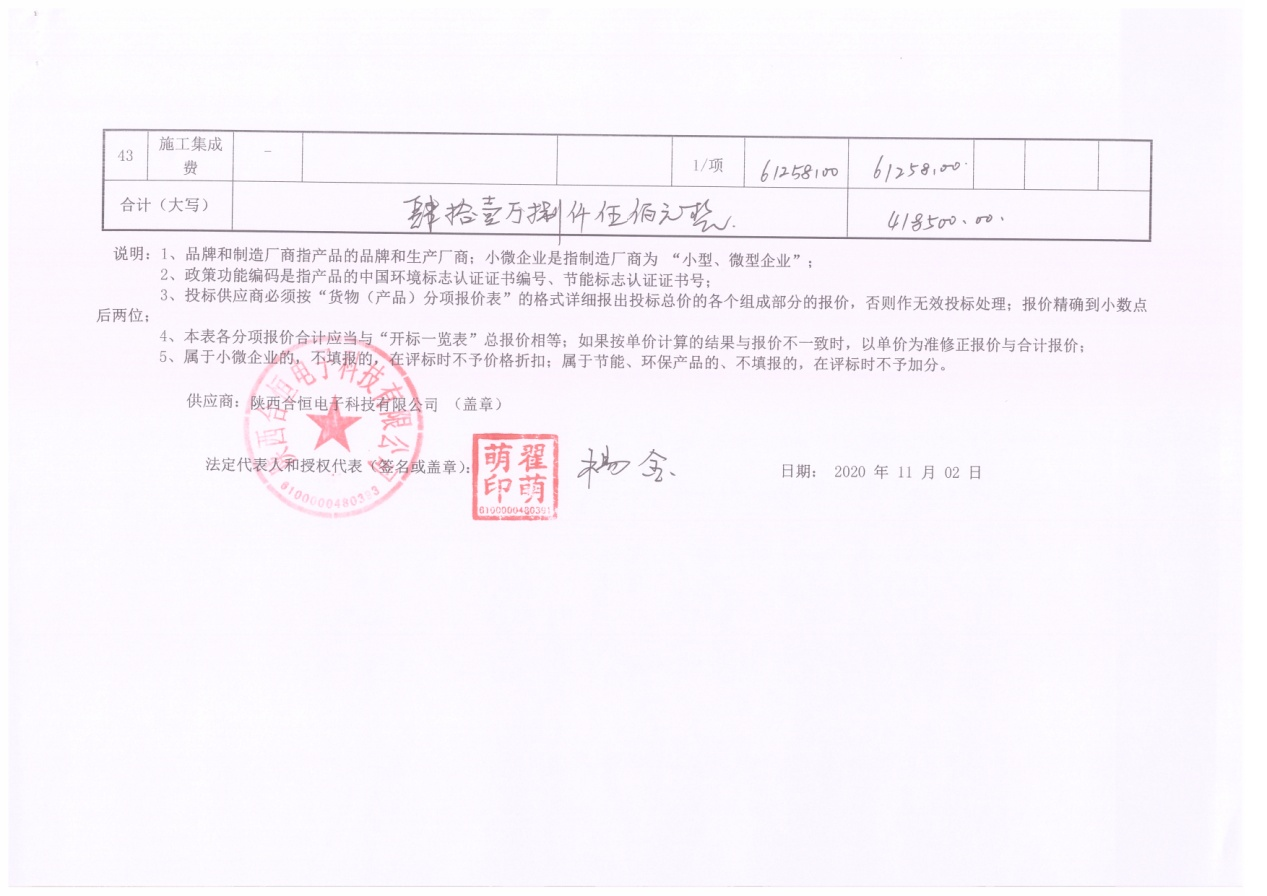 43 施工集成费 - 1/项 61258.00 61258.00
合计（大写） 肆拾壹万捌仟伍佰元整. 418500.00.
说明：1、品牌和制造厂商指产品的品牌和生产厂商；小微企业是指制造厂商为 “小型、微型企业”；
2、政策功能编码是指产品的中国环境标志认证证书编号、节能标志认证证书号；
3、投标供应商必须按“货物（产品）分项报价表”的格式详细报出投标总价的各个组成部分的报价，否则作无效投标处理；报价精确到小数点
后两位；
4、本表各分项报价合计应当与“开标一览表”总报价相等；如果按单价计算的结果与报价不一致时，以单价为准修正报价与合计报价；
5、属于小微企业的，不填报的，在评标时不予价格折扣；属于节能、环保产品的、不填报的，在评标时不予加分。
供应商：陕西合恒电子科技有限公司 （盖章）
陕西合恒电子科技有限公司
6100000480393
法定代表人和授权代表（签名或盖章）：
翟萌
萌印
杨金
日期： 2020 年 11 月 02 日